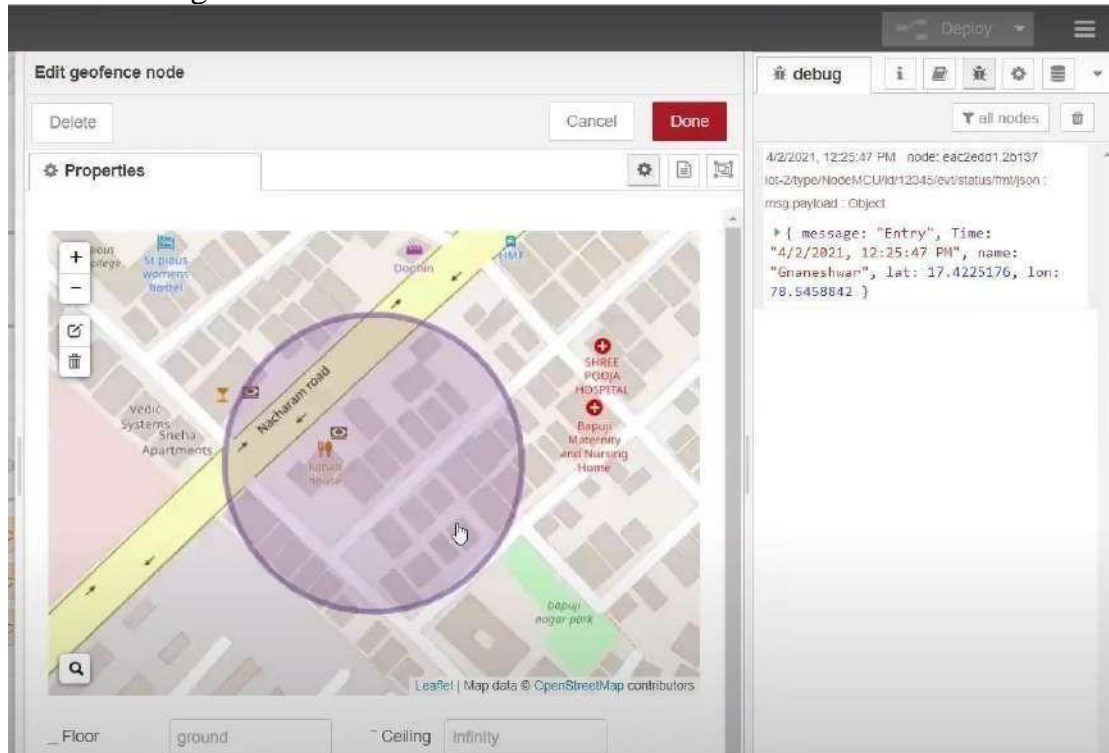 Deploy
Edit geofence node
Delete
Cancel
Done
Properties
+
−
St pious
womens
hostel
Dolphin
HMT
Nacharam road
Vedic
Systems
Sneha
Apartments
Kabab
house
SHREE
POOJA
HOSPITAL
Bapuji
Maternity
and Nursing
Home
bapuji
nagar park
Leaflet | Map data © OpenStreetMap contributors
Floor
ground
Ceiling
infinity
debug
i
all nodes
4/2/2021, 12:25:47 PM node: eac2edd1.2b137
iot-2/type/NodeMCU/id/12345/evt/status/fmt/json :
msg.payload : Object
{ message: "Entry", Time:
"4/2/2021, 12:25:47 PM", name:
"Gnaneshwar", lat: 17.4225176, lon:
78.5458842 }